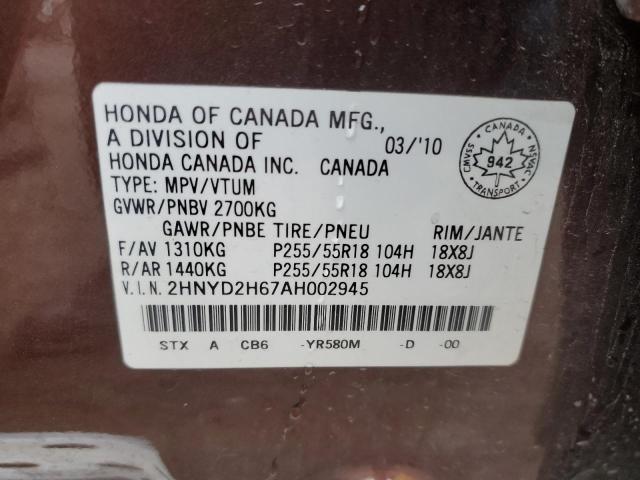 HONDA OF CANADA MFG.,
A DIVISION OF 03/'10
HONDA CANADA INC. CANADA
TYPE: MPV/VTUM
GVWR/PNBV 2700KG
GAWR/PNBE TIRE/PNEU RIM/JANTE
F/AV 1310KG P255/55R18 104H 18X8J
R/AR 1440KG P255/55R18 104H 18X8J
V.I.N. 2HNYD2H67AH002945
STX A CB6 -YR580M -D -00
CANADA
CMVSS 942 NSVAC
TRANSPORT